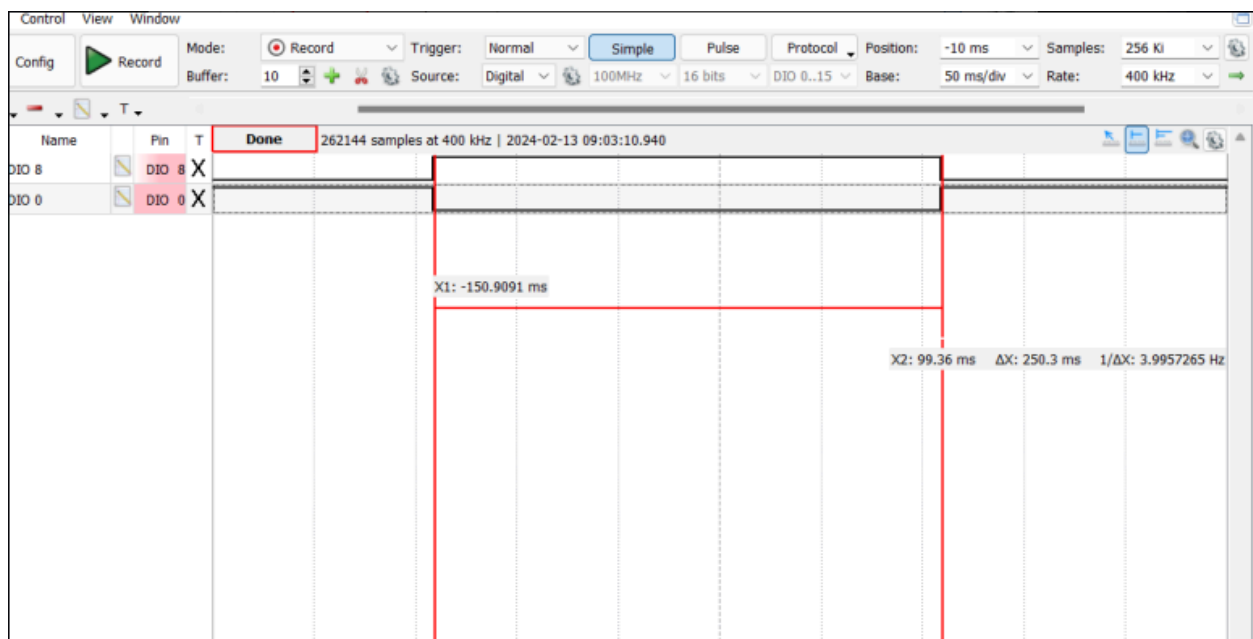 Control View Window
Config Record Mode: Record Trigger: Normal Simple Pulse Protocol Position: -10 ms Samples: 256 Ki
Buffer: 10 Source: Digital 100MHz 16 bits DIO 0..15 Base: 50 ms/div Rate: 400 kHz
T
Name Pin T Done 262144 samples at 400 kHz | 2024-02-13 09:03:10.940
DIO 8 DIO 8 X
DIO 0 DIO 0 X
X1: -150.9091 ms
X2: 99.36 ms ΔX: 250.3 ms 1/ΔX: 3.9957265 Hz